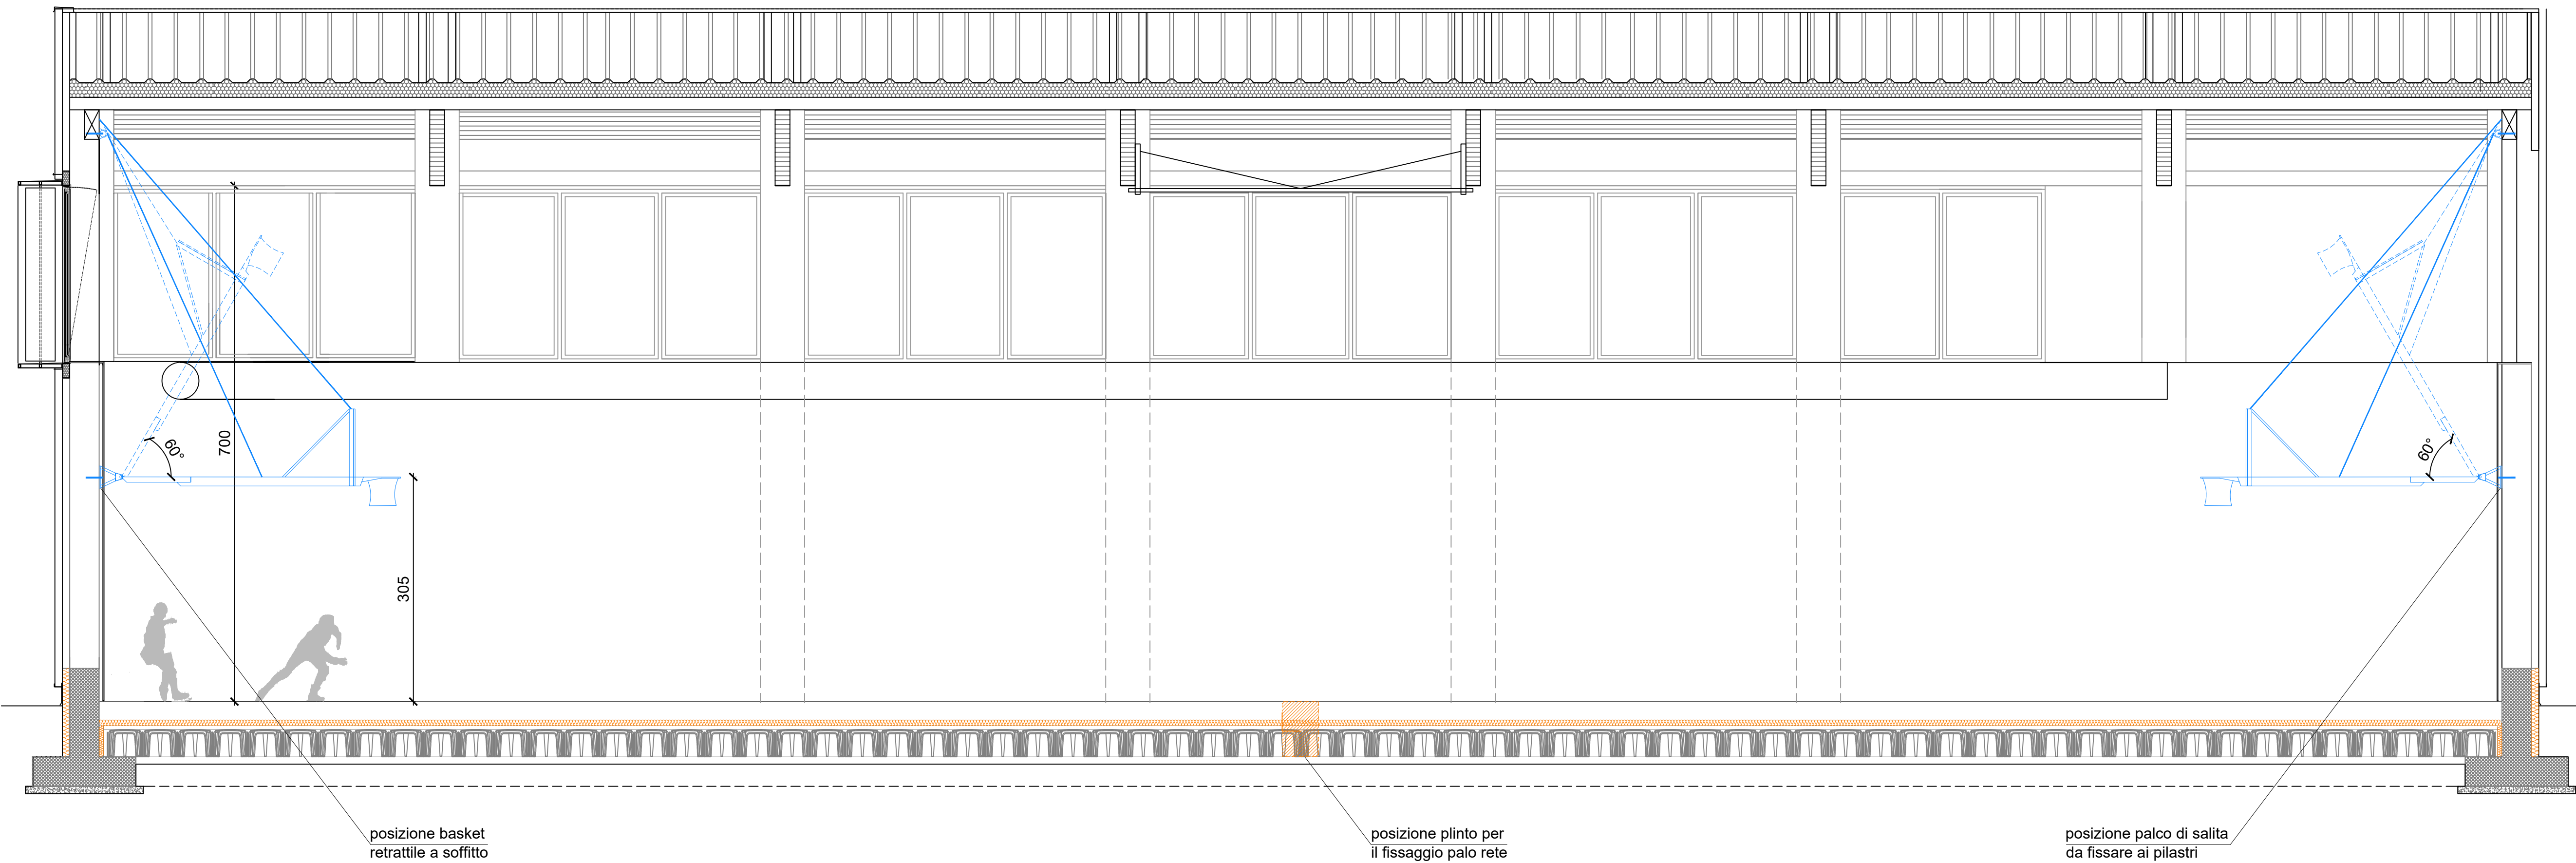 60°
700
305
60°
posizione basket
retrattile a soffitto
posizione plinto per
il fissaggio palo rete
posizione palco di salita
da fissare ai pilastri